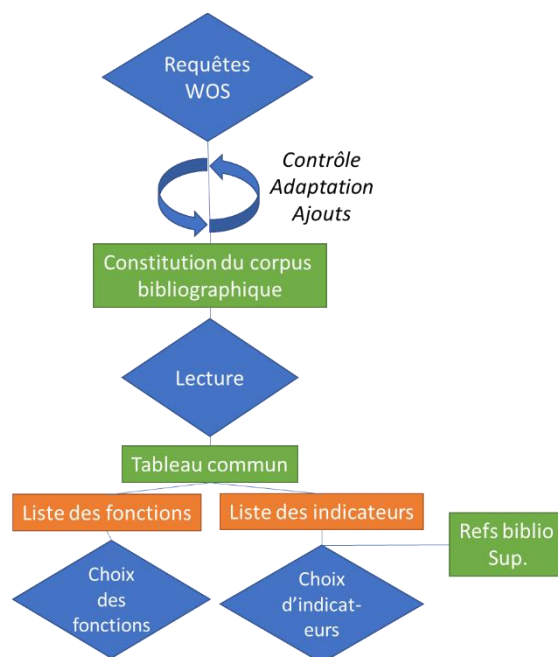 Requêtes
WOS
Contrôle
Adaptation
Ajouts
Constitution du corpus
bibliographique
Lecture
Tableau commun
Liste des fonctions
Liste des indicateurs
Refs biblio
Sup.
Choix
des
fonctions
Choix
d'indicat-
eurs